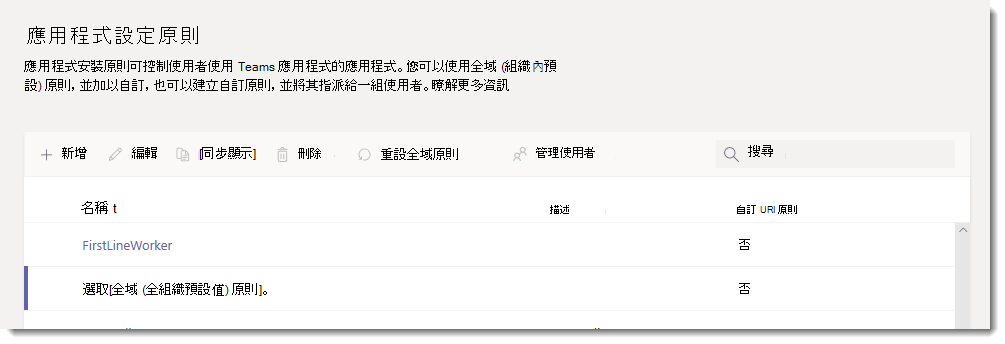 應用程式設定原則
應用程式安裝原則可控制使用者使用 Teams 應用程式的應用程式。您可以使用全域 (組織內預
設) 原則, 並加以自訂, 也可以建立自訂原則, 並將其指派給一組使用者。瞭解更多資訊
新增 編輯 [同步顯示] 刪除 重設全域原則 管理使用者 搜尋
名稱 t 描述 自訂 URI 原則
FirstLineWorker 否
選取[全域 (全組織預設值) 原則]。 否